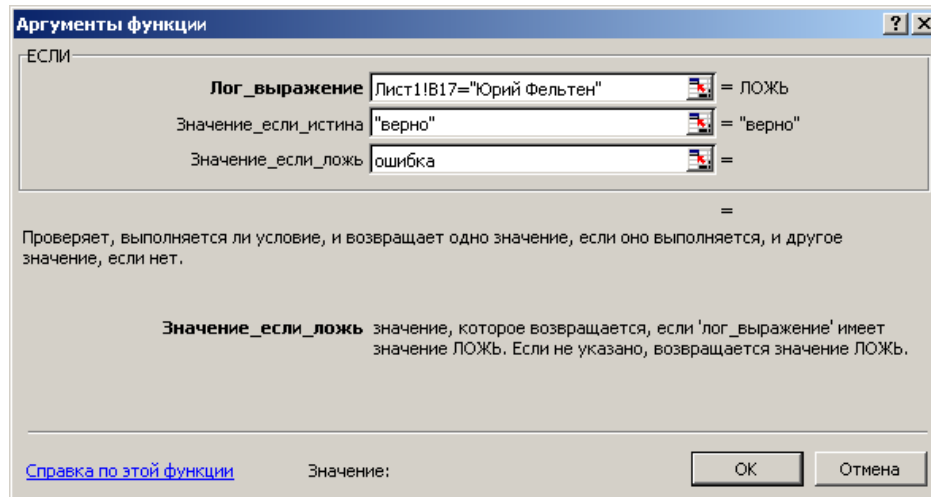 Аргументы функции
ЕСЛИ
Лог_выражение Лист1!B17="Юрий Фельтен" = ЛОЖЬ
Значение_если_истина "верно" = "верно"
Значение_если_ложь ошибка =
=
Проверяет, выполняется ли условие, и возвращает одно значение, если оно выполняется, и другое
значение, если нет.
Значение_если_ложь значение, которое возвращается, если 'лог_выражение' имеет
значение ЛОЖЬ. Если не указано, возвращается значение ЛОЖЬ.
Справка по этой функции Значение: ОК Отмена